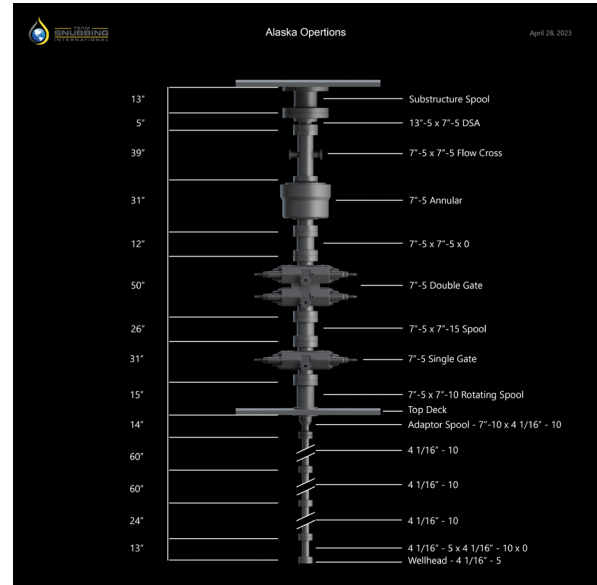 TEAM
SNUBBING
INTERNATIONAL
Alaska Opertions
April 28, 2023
13" Substructure Spool
5" 13"-5 x 7"-5 DSA
39" 7"-5 x 7"-5 Flow Cross
31" 7"-5 Annular
12" 7"-5 x 7"-5 x 0
50" 7"-5 Double Gate
26" 7"-5 x 7"-15 Spool
31" 7"-5 Single Gate
15" 7"-5 x 7"-10 Rotating Spool
Top Deck
14" Adaptor Spool - 7"-10 x 4 1/16" - 10
60" 4 1/16" - 10
60" 4 1/16" - 10
24" 4 1/16" - 10
13" 4 1/16" - 5 x 4 1/16" - 10 x 0
Wellhead - 4 1/16" - 5